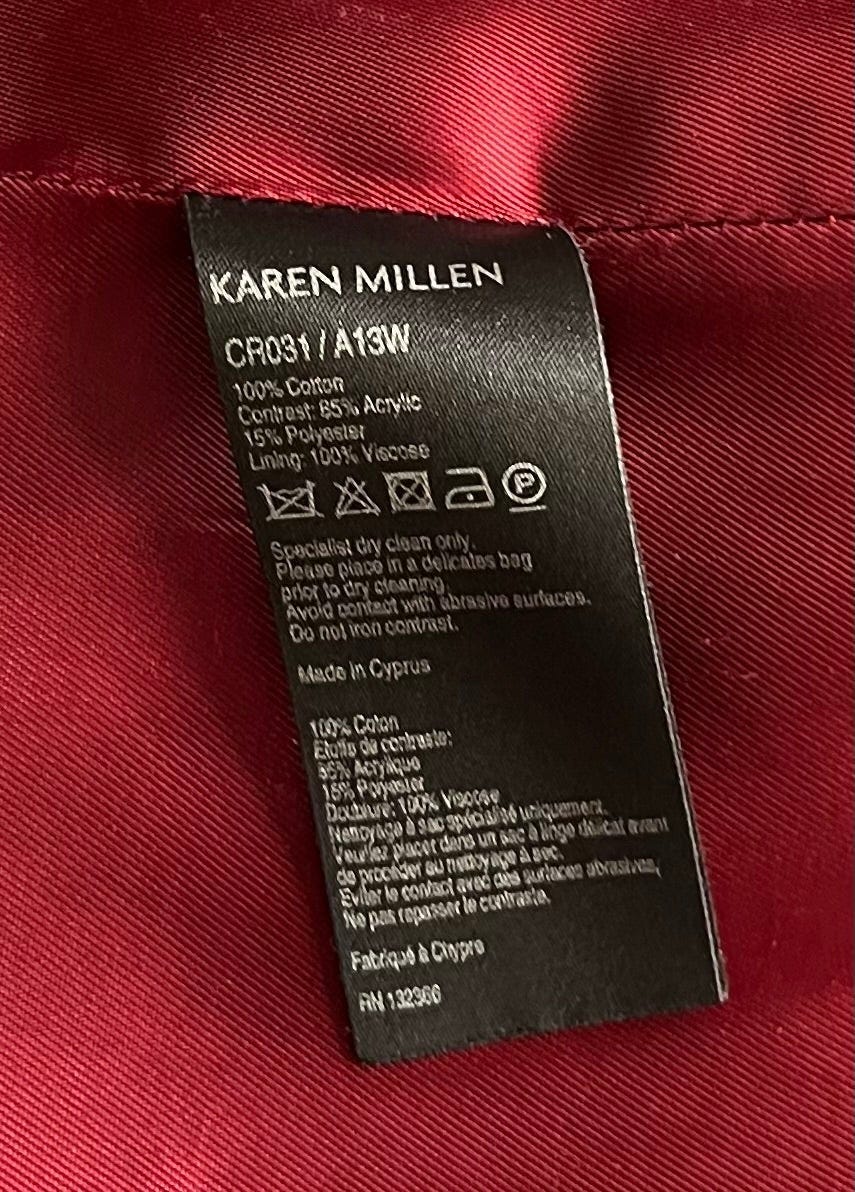 KAREN MILLEN
CR031 / A13W
100% Cotton
Contrast: 85% Acrylic
15% Polyester
Lining: 100% Viscose
P
Specialist dry clean only.
Please place in a delicates bag
prior to dry cleaning.
Avoid contact with abrasive surfaces.
Do not iron contrast.
Made in Cyprus
100% Coton
Etoffe de contraste:
85% Acrylique
15% Polyester
Doublure: 100% Viscose
Nettoyage à sec spécialisé uniquement.
Veuillez placer dans un sac à linge délicat avant
de procéder au nettoyage à sec.
Eviter le contact avec des surfaces abrasives,
Ne pas repasser le contraste.
Fabriqué à Chypre
RN 132366